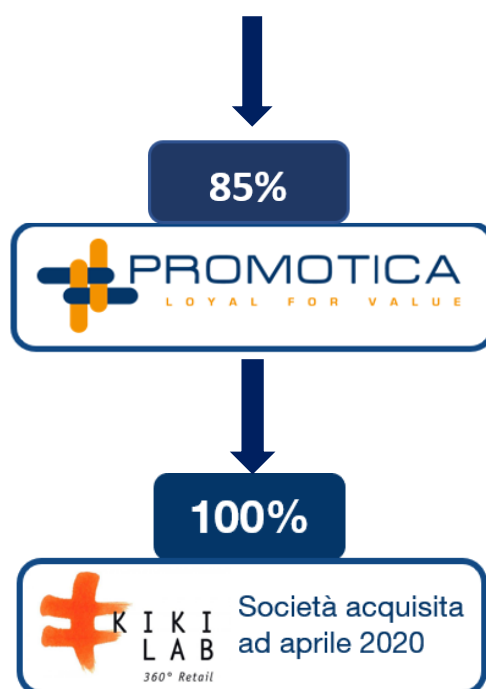 85%
PROMOTICA
LOYAL FOR VALUE
100%
KIKI
LAB
360° Retail
Società acquisita
ad aprile 2020